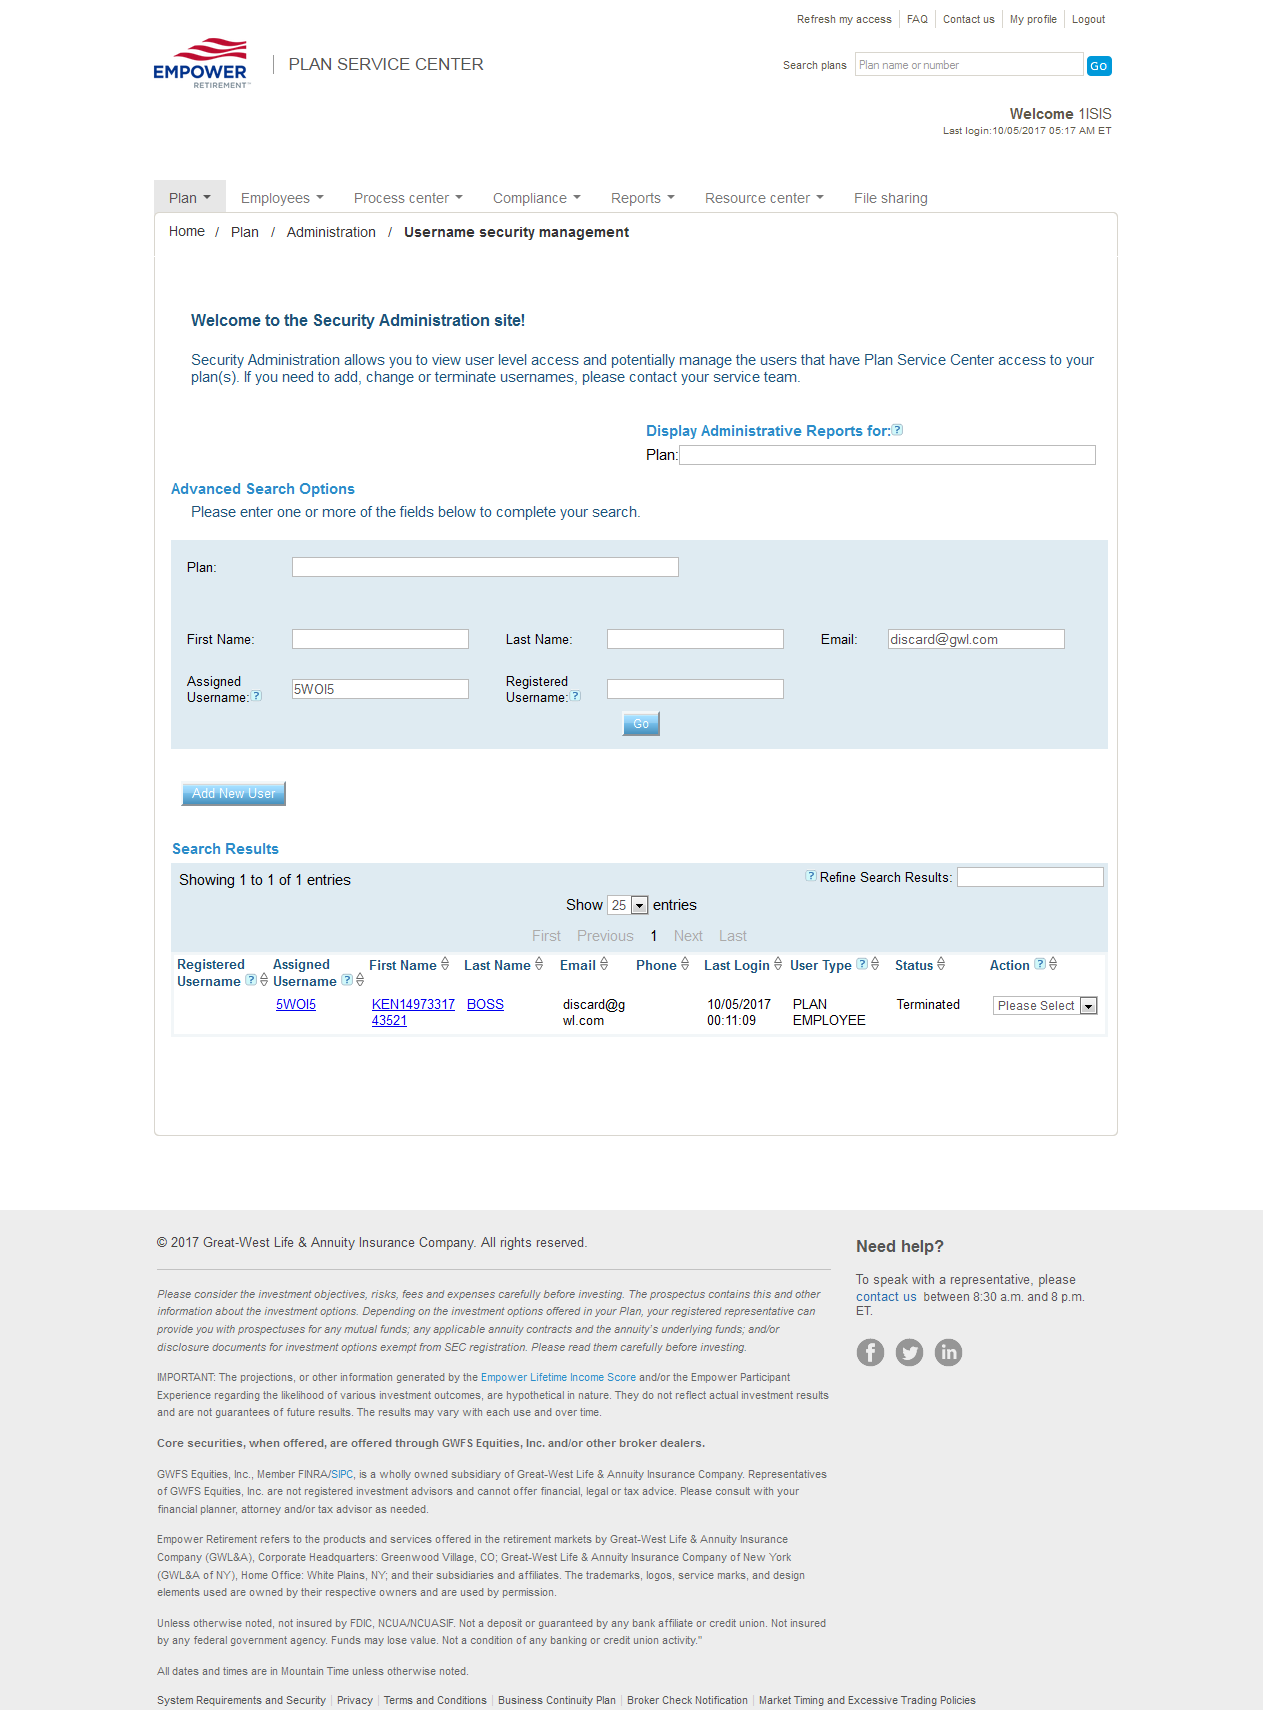 Refresh my access FAQ Contact us My profile Logout
EMPOWER
RETIREMENT™
PLAN SERVICE CENTER
Search plans Plan name or number Go
Welcome 1ISIS
Last login:10/05/2017 05:17 AM ET
Plan Employees Process center Compliance Reports Resource center File sharing
Home / Plan / Administration / Username security management
Welcome to the Security Administration site!
Security Administration allows you to view user level access and potentially manage the users that have Plan Service Center access to your
plan(s). If you need to add, change or terminate usernames, please contact your service team.
Display Administrative Reports for:?
Plan:
Advanced Search Options
Please enter one or more of the fields below to complete your search.
Plan:
First Name: Last Name: Email: discard@gwl.com
Assigned
Username:? 5WOI5
Registered
Username:?
Go
Add New User
Search Results
Showing 1 to 1 of 1 entries
? Refine Search Results:
Show 25 entries
First Previous 1 Next Last
Registered Username ? Assigned Username ? First Name Last Name Email Phone Last Login User Type ? Status Action ?
5WOI5 KEN14973317 BOSS discard@g 10/05/2017 PLAN Terminated Please Select
43521 wl.com 00:11:09 EMPLOYEE
© 2017 Great-West Life & Annuity Insurance Company. All rights reserved.
Please consider the investment objectives, risks, fees and expenses carefully before investing. The prospectus contains this and other
information about the investment options. Depending on the investment options offered in your Plan, your registered representative can
provide you with prospectuses for any mutual funds; any applicable annuity contracts and the annuity's underlying funds; and/or
disclosure documents for investment options exempt from SEC registration. Please read them carefully before investing.
IMPORTANT: The projections, or other information generated by the Empower Lifetime Income Score and/or the Empower Participant
Experience regarding the likelihood of various investment outcomes, are hypothetical in nature. They do not reflect actual investment results
and are not guarantees of future results. The results may vary with each use and over time.
Core securities, when offered, are offered through GWFS Equities, Inc. and/or other broker dealers.
GWFS Equities, Inc., Member FINRA/SIPC, is a wholly owned subsidiary of Great-West Life & Annuity Insurance Company. Representatives
of GWFS Equities, Inc. are not registered investment advisors and cannot offer financial, legal or tax advice. Please consult with your
financial planner, attorney and/or tax advisor as needed.
Empower Retirement refers to the products and services offered in the retirement markets by Great-West Life & Annuity Insurance
Company (GWL&A), Corporate Headquarters: Greenwood Village, CO; Great-West Life & Annuity Insurance Company of New York
(GWL&A of NY), Home Office: White Plains, NY; and their subsidiaries and affiliates. The trademarks, logos, service marks, and design
elements used are owned by their respective owners and are used by permission.
Unless otherwise noted, not insured by FDIC, NCUA/NCUASIF. Not a deposit or guaranteed by any bank affiliate or credit union. Not insured
by any federal government agency. Funds may lose value. Not a condition of any banking or credit union activity."
All dates and times are in Mountain Time unless otherwise noted.
System Requirements and Security | Privacy | Terms and Conditions | Business Continuity Plan | Broker Check Notification | Market Timing and Excessive Trading Policies
Need help?
To speak with a representative, please
contact us between 8:30 a.m. and 8 p.m.
ET.
f in